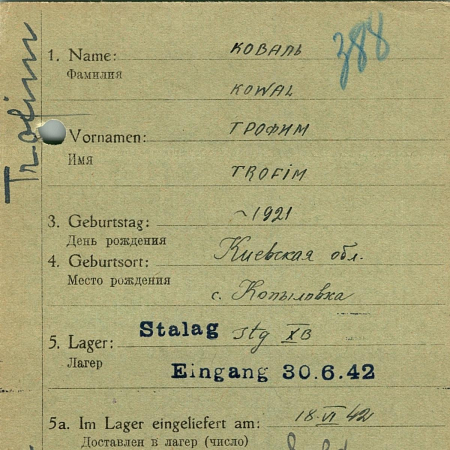 388
Trofim
1. Name: КОВАЛЬ
Фамилия
KOWAL
Vornamen: ТРОФИМ
Имя
TROFIM
3. Geburtstag: ~1921
День рождения
4. Geburtsort: Киевская обл.
Место рождения
с. Копыловка
Stalag Stg XB
5. Lager:
Лагер
Eingang 30.6.42
5a. Im Lager eingeliefert am: 18 VI 42
Доставлен в лагер (число)